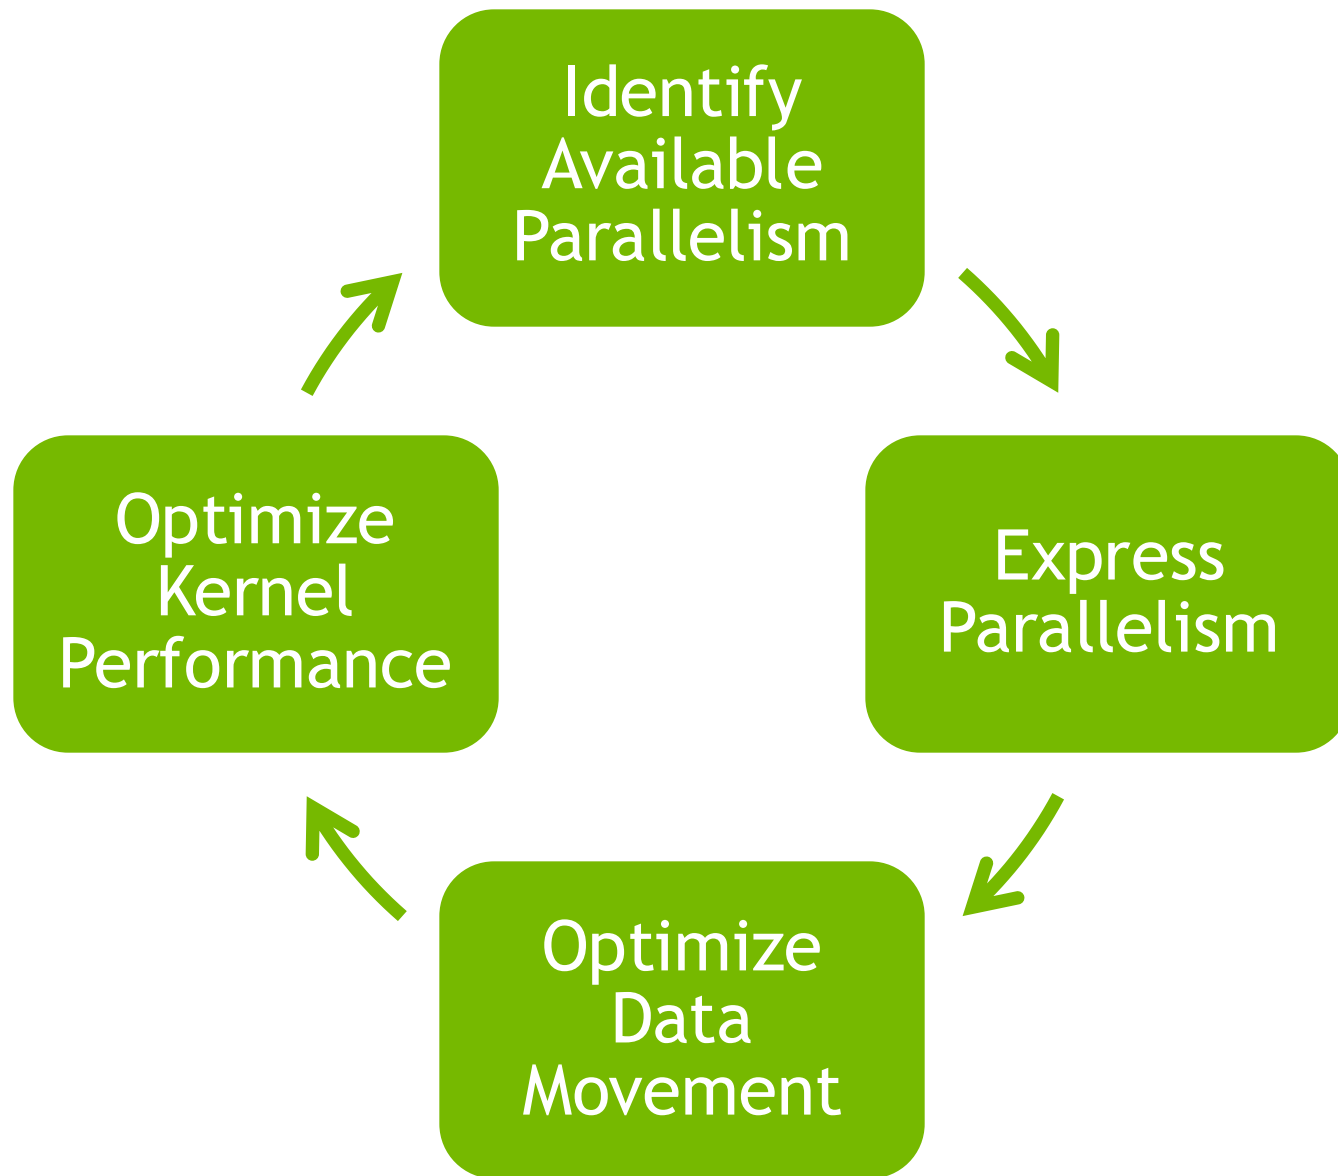 Identify
Available
Parallelism
Express
Parallelism
Optimize
Data
Movement
Optimize
Kernel
Performance